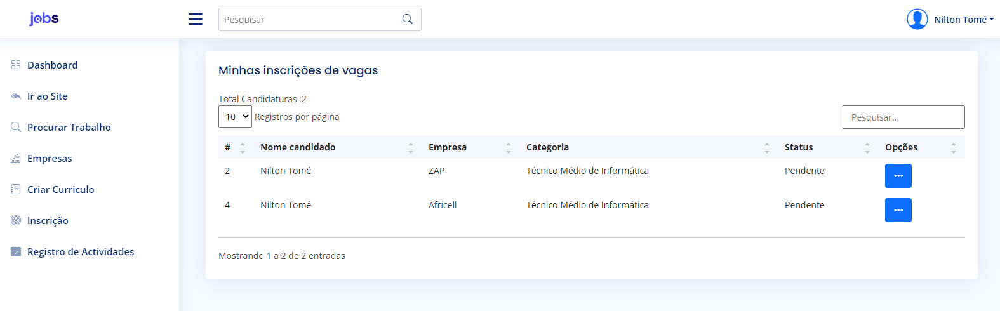 jobs
Pesquisar
Nilton Tomé
Dashboard
Ir ao Site
Procurar Trabalho
Empresas
Criar Curriculo
Inscrição
Registro de Actividades
Minhas inscrições de vagas
Total Candidaturas :2
10 Registros por página
Pesquisar...
# Nome candidado Empresa Categoria Status Opções
2 Nilton Tomé ZAP Técnico Médio de Informática Pendente
4 Nilton Tomé Africell Técnico Médio de Informática Pendente
Mostrando 1 a 2 de 2 entradas